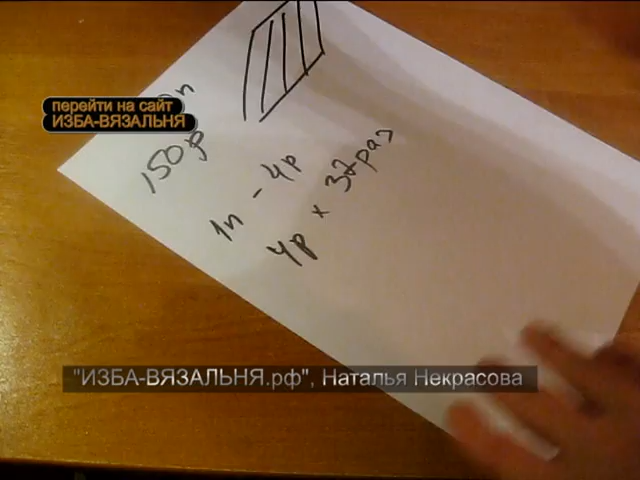 перейти на сайт
ИЗБА-ВЯЗАЛЬНЯ
150р
1п - 4р
4р х 37раз
"ИЗБА-ВЯЗАЛЬНЯ.рф", Наталья Некрасова